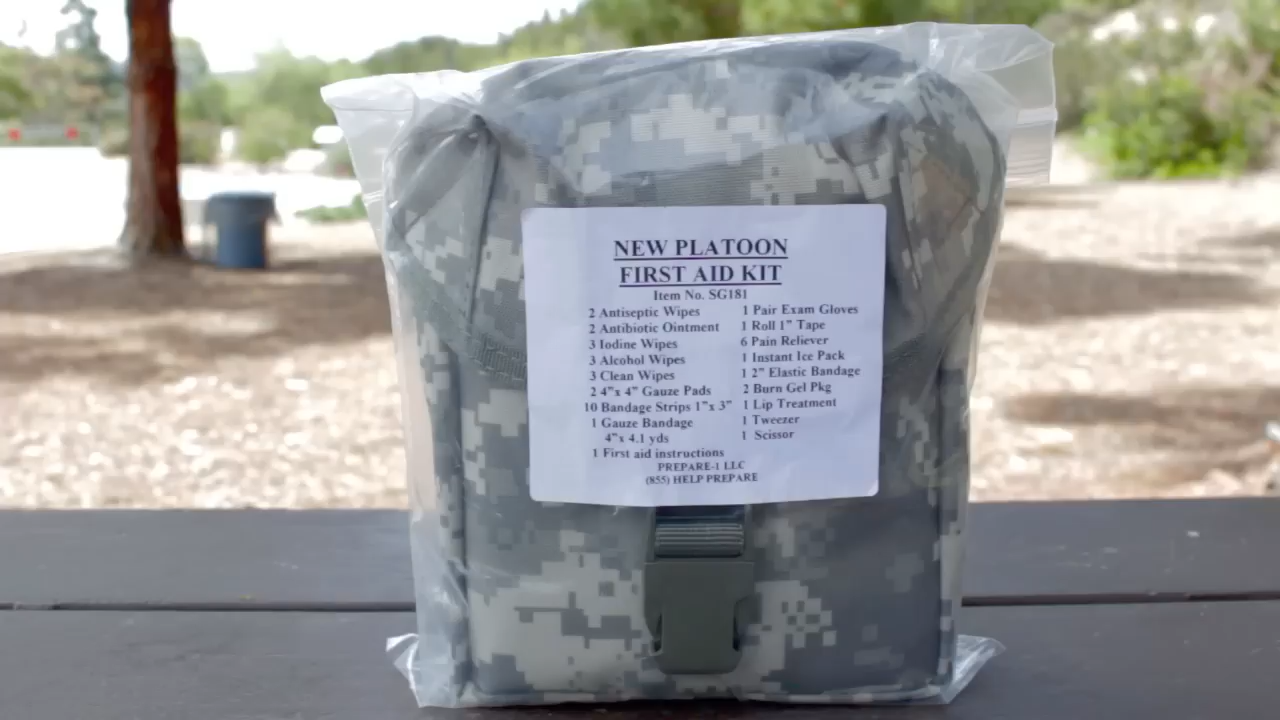 NEW PLATOON
FIRST AID KIT
Item No. SG181
2 Antiseptic Wipes
2 Antibiotic Ointment
3 Iodine Wipes
3 Alcohol Wipes
3 Clean Wipes
2 4”x 4” Gauze Pads
10 Bandage Strips 1”x 3”
1 Gauze Bandage
4”x 4.1 yds
1 First aid instructions
1 Pair Exam Gloves
1 Roll 1” Tape
6 Pain Reliever
1 Instant Ice Pack
1 2” Elastic Bandage
2 Burn Gel Pkg
1 Lip Treatment
1 Tweezer
1 Scissor
PREPARE-1 LLC
(855) HELP PREPARE